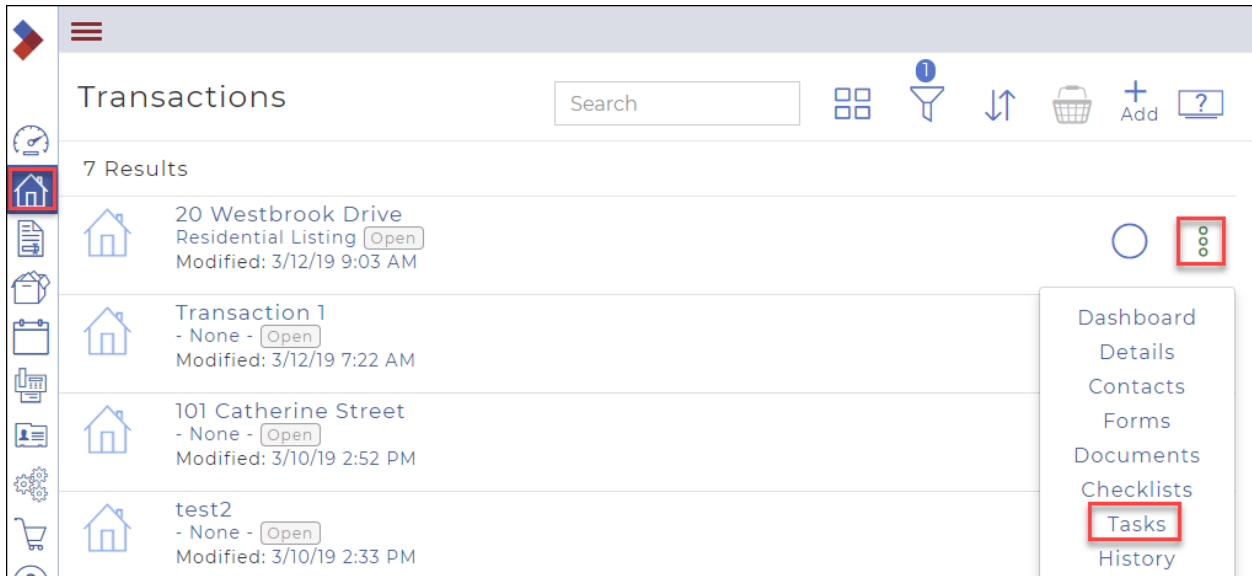 Transactions
Search
1
Add
?
7 Results
20 Westbrook Drive
Residential Listing Open
Modified: 3/12/19 9:03 AM
Transaction 1
- None - Open
Modified: 3/12/19 7:22 AM
101 Catherine Street
- None - Open
Modified: 3/10/19 2:52 PM
test2
- None - Open
Modified: 3/10/19 2:33 PM
Dashboard
Details
Contacts
Forms
Documents
Checklists
Tasks
History